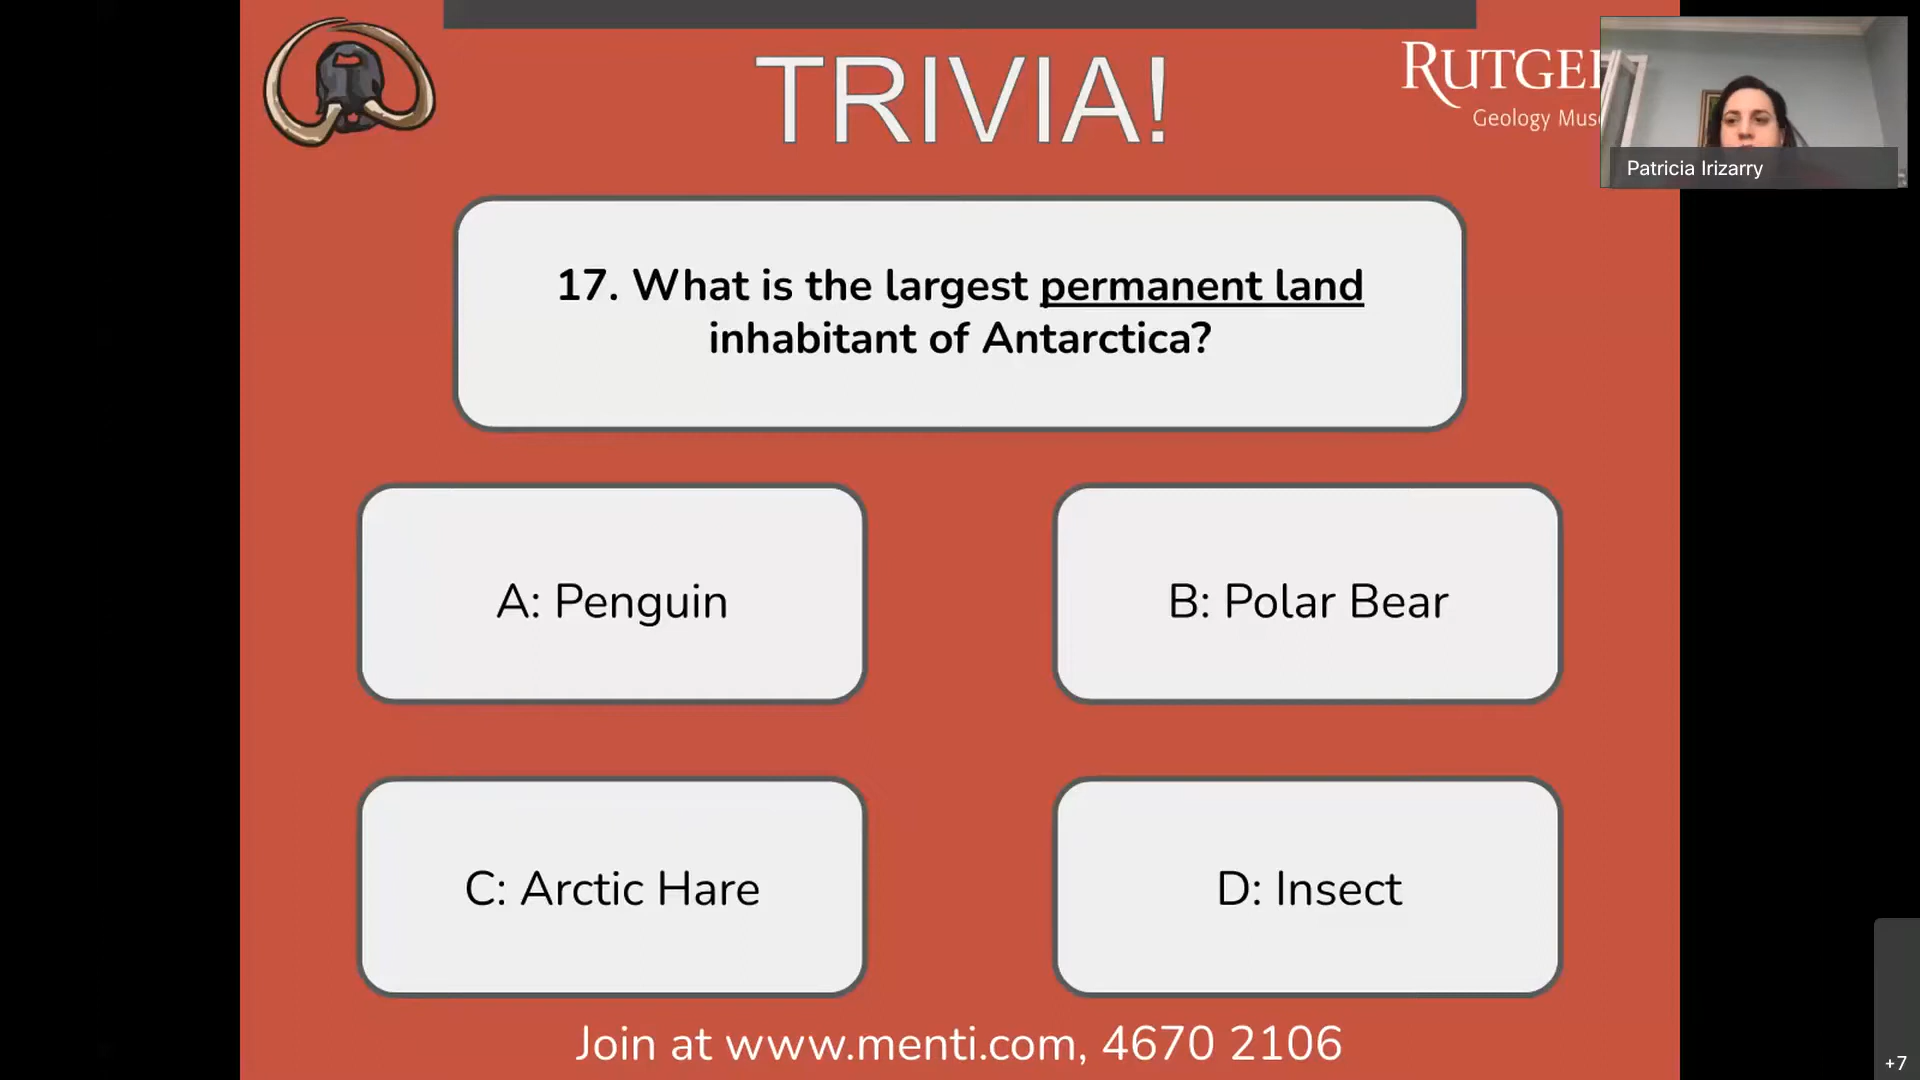 TRIVIA!
RUTGE
Geology Mus
Patricia Irizarry
17. What is the largest permanent land
inhabitant of Antarctica?
A: Penguin
B: Polar Bear
C: Arctic Hare
D: Insect
Join at www.menti.com, 4670 2106
+7